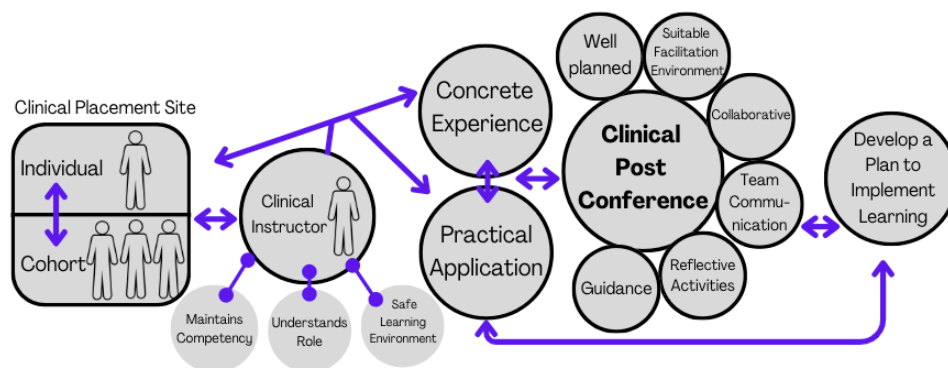 Clinical Placement Site
Individual
Cohort
Clinical
Instructor
Maintains
Competency
Understands
Role
Safe
Learning
Environment
Concrete
Experience
Practical
Application
Well
planned
Suitable
Facilitation
Environment
Collaborative
Clinical
Post
Conference
Team
Commu-
nication
Reflective
Activities
Guidance
Develop a
Plan to
Implement
Learning